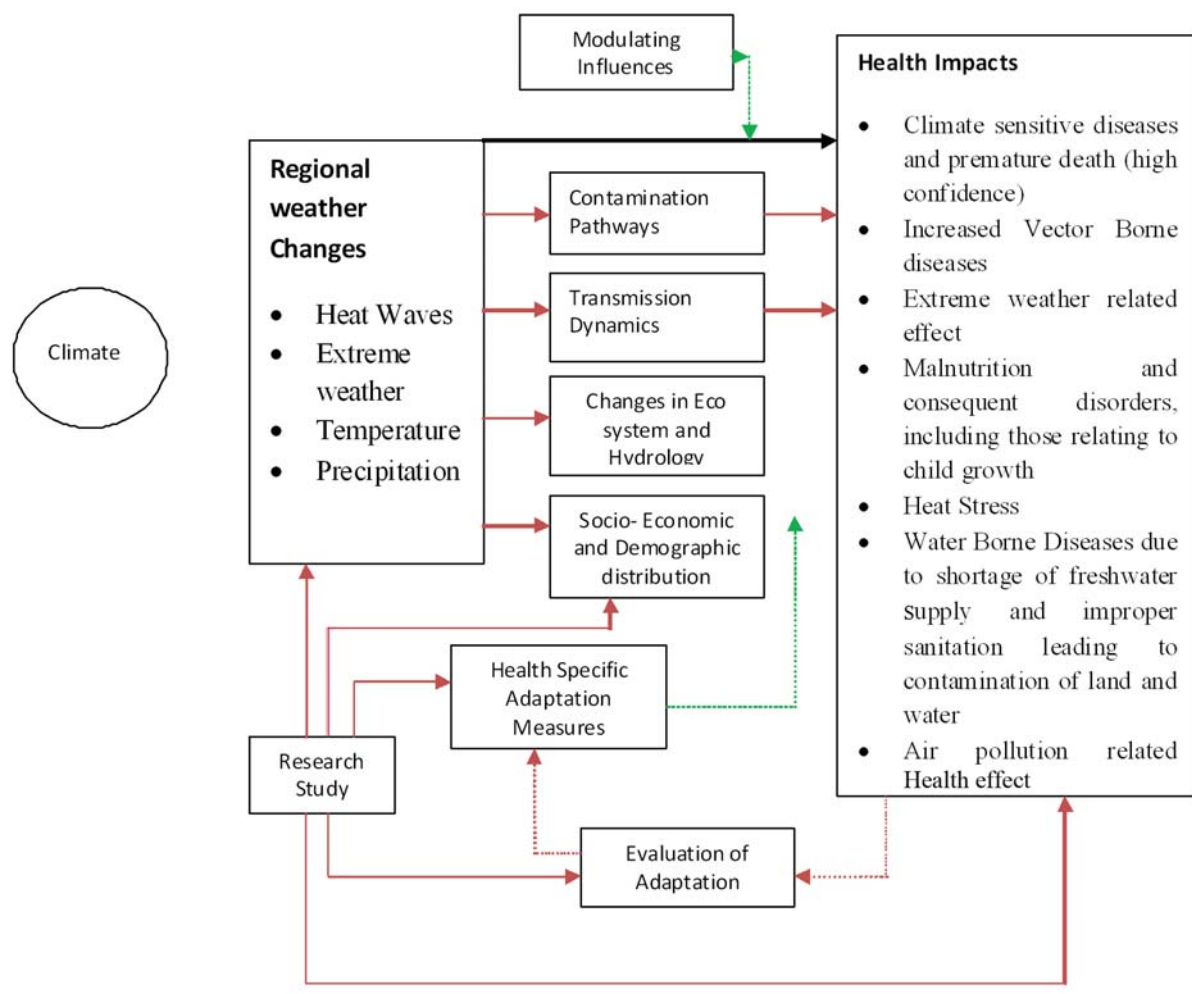 Modulating
Influences
Health Impacts
• Climate sensitive diseases
and premature death (high
confidence)
• Increased Vector Borne
diseases
• Extreme weather related
effect
• Malnutrition and
consequent disorders,
including those relating to
child growth
• Heat Stress
• Water Borne Diseases due
to shortage of freshwater
supply and improper
sanitation leading to
contamination of land and
water
• Air pollution related
Health effect
Regional
weather
Changes
• Heat Waves
• Extreme
weather
• Temperature
• Precipitation
Climate
Contamination
Pathways
Transmission
Dynamics
Changes in Eco
system and
Hydrology
Socio- Economic
and Demographic
distribution
Health Specific
Adaptation
Measures
Research
Study
Evaluation of
Adaptation